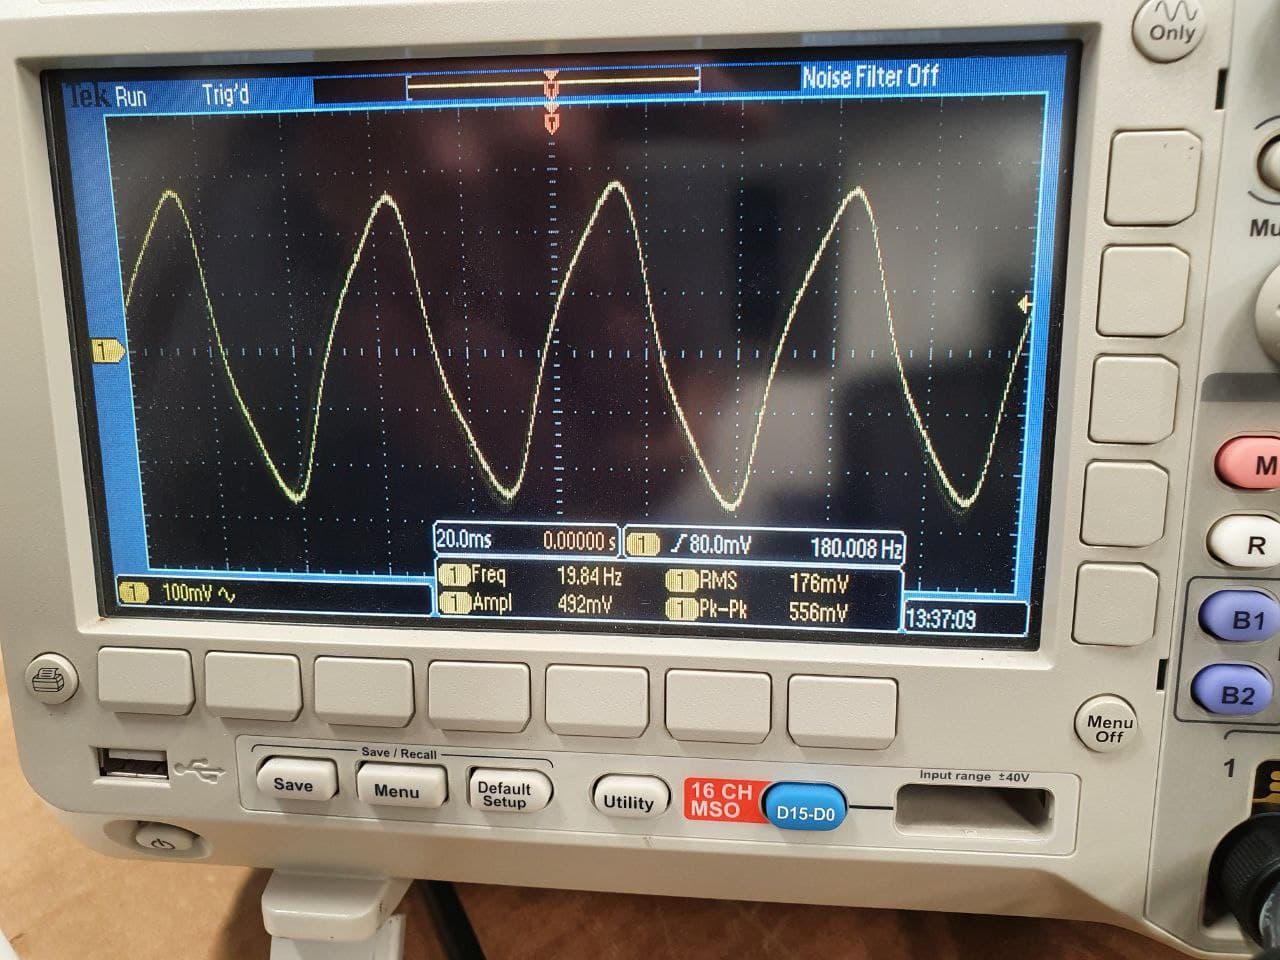 Only
Tek Run Trig'd Noise Filter Off
T
T
1
Mu
M
20.0ms 0.00000 s 1 80.0mV 180.008 Hz
R
1 100mV
1 Freq 19.84 Hz 1 RMS 176mV
1 Ampl 492mV 1 Pk-Pk 556mV
13:37:09
B1
B2
Menu
Off
Save / Recall
Save Menu Default Setup Utility
16 CH
MSO
D15-D0
Input range ±40V
1